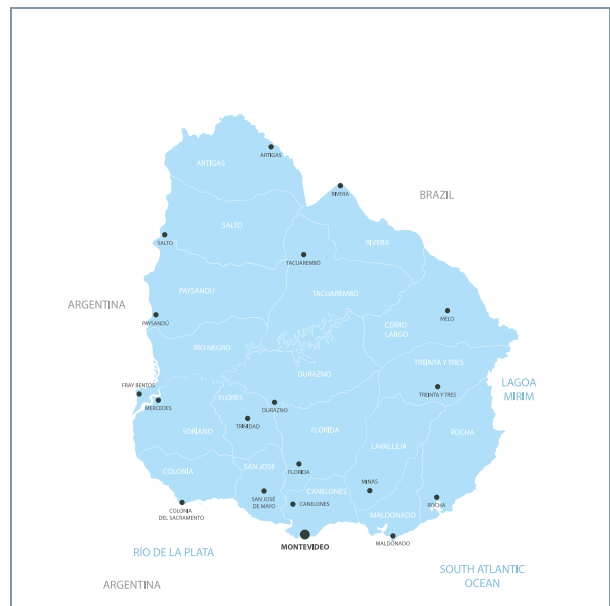 ARTIGAS
ARTIGAS
RIVERA
BRAZIL
SALTO
SALTO
RIVERA
TACUAREMBÓ
PAYSANDÚ
TACUAREMBÓ
ARGENTINA
PAYSANDÚ
MELO
CERRO
LARGO
RÍO NEGRO
TREINTA Y TRES
DURAZNO
FRAY BENTOS
MERCEDES
FLORES
DURAZNO
TREINTA Y TRES
LAGOA
MIRIM
TRINIDAD
SORIANO
FLORIDA
LAVALLEJA
ROCHA
COLONIA
SAN JOSÉ
FLORIDA
MINAS
CANELONES
SAN JOSÉ
DE MAYO
CANELONES
ROCHA
COLONIA
DEL SACRAMENTO
MALDONADO
MALDONADO
MONTEVIDEO
RÍO DE LA PLATA
SOUTH ATLANTIC
OCEAN
ARGENTINA